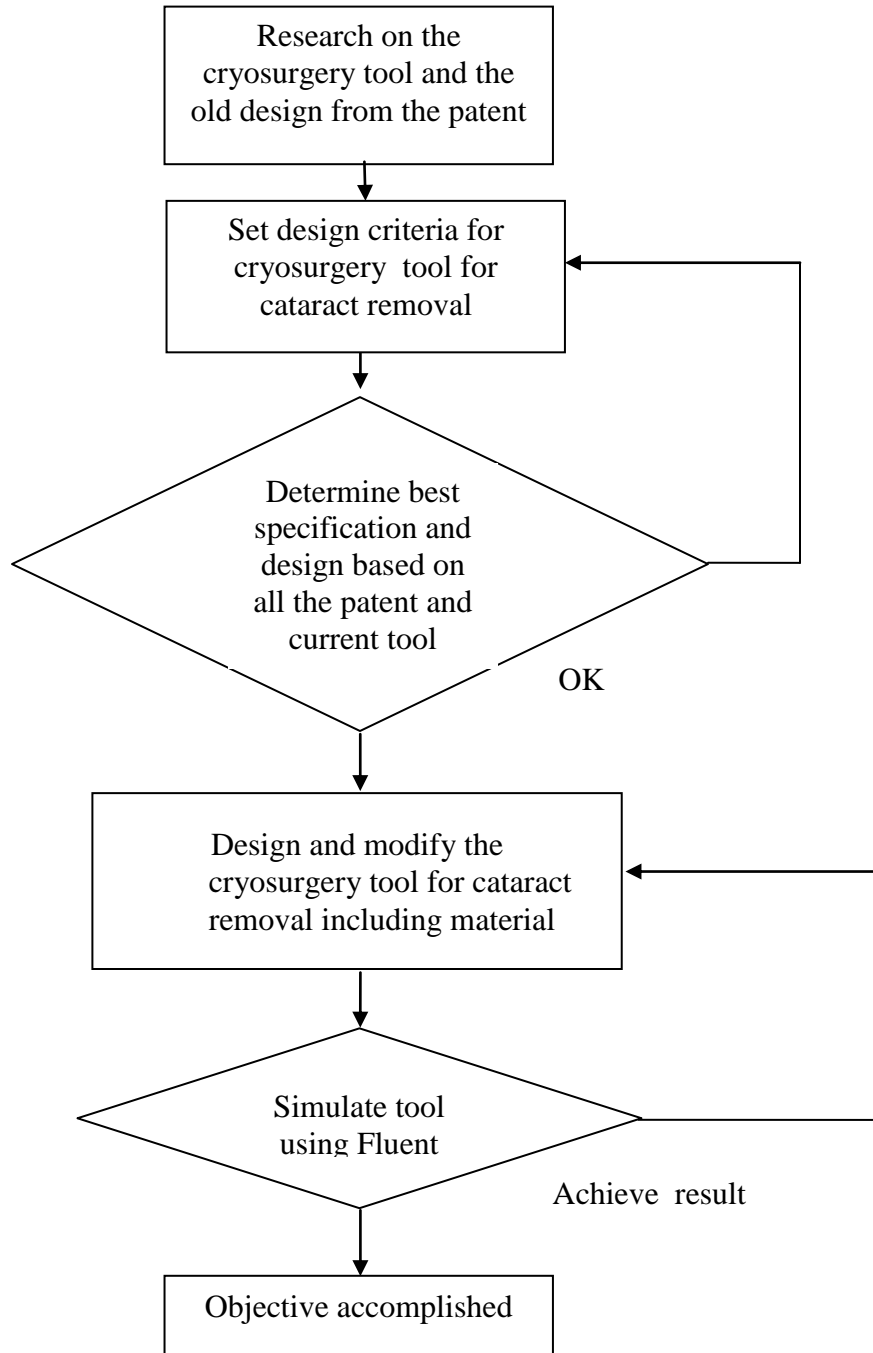 Research on the
cryosurgery tool and the
old design from the patent
Set design criteria for
cryosurgery tool for
cataract removal
Determine best
specification and
design based on
all the patent and
current tool
OK
Design and modify the
cryosurgery tool for cataract
removal including material
Simulate tool
using Fluent
Achieve result
Objective accomplished